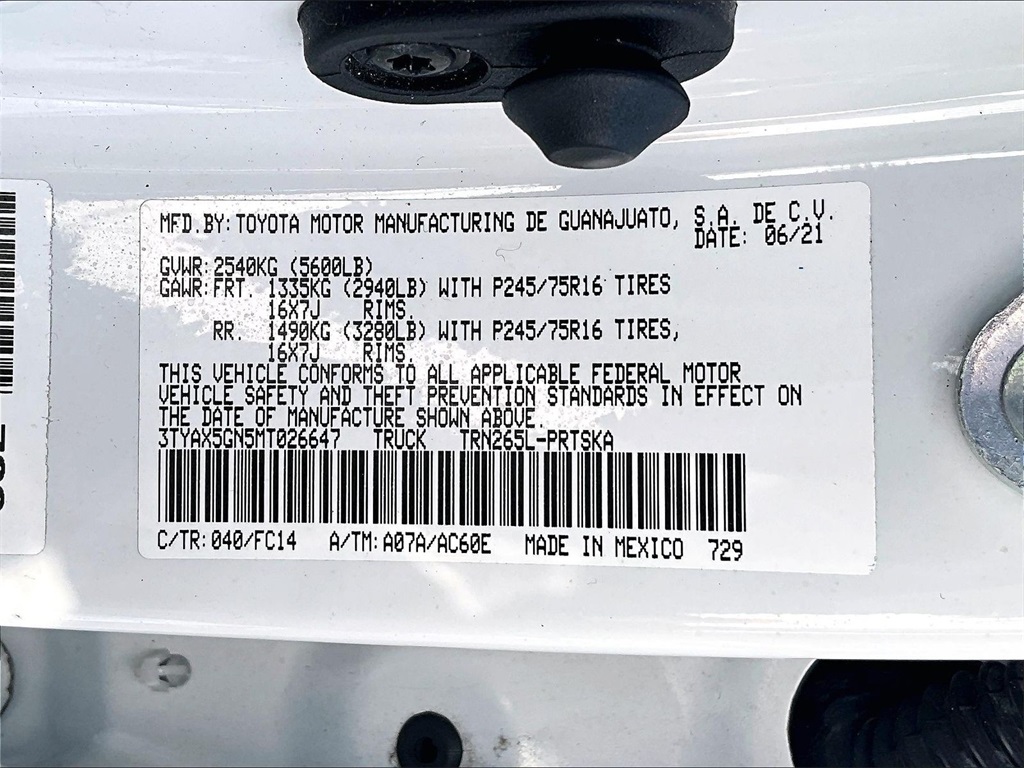 MFD.BY: TOYOTA MOTOR MANUFACTURING DE GUANAJUATO, S.A. DE C.V.
DATE: 06/21
GVWR: 2540KG (5600LB)
GAWR: FRT. 1335KG (2940LB) WITH P245/75R16 TIRES
16X7J RIMS.
RR. 1490KG (3280LB) WITH P245/75R16 TIRES,
16X7J RIMS.
THIS VEHICLE CONFORMS TO ALL APPLICABLE FEDERAL MOTOR
VEHICLE SAFETY AND THEFT PREVENTION STANDARDS IN EFFECT ON
THE DATE OF MANUFACTURE SHOWN ABOVE.
3TYAX5GN5MT026647 TRUCK TRN265L-PRTSKA
C/TR: 040/FC14 A/TM: A07A/AC60E MADE IN MEXICO 729